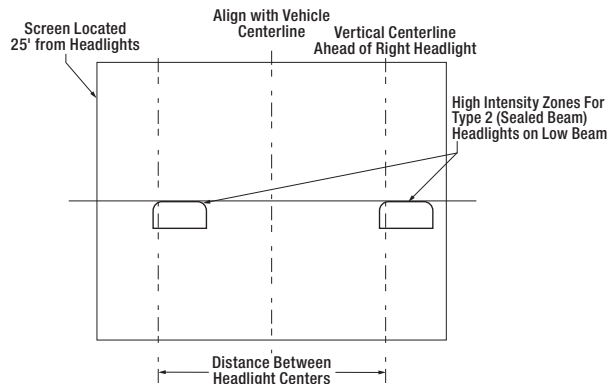 Screen Located
25' from Headlights
Align with Vehicle
Centerline
Vertical Centerline
Ahead of Right Headlight
High Intensity Zones For
Type 2 (Sealed Beam)
Headlights on Low Beam
Distance Between
Headlight Centers